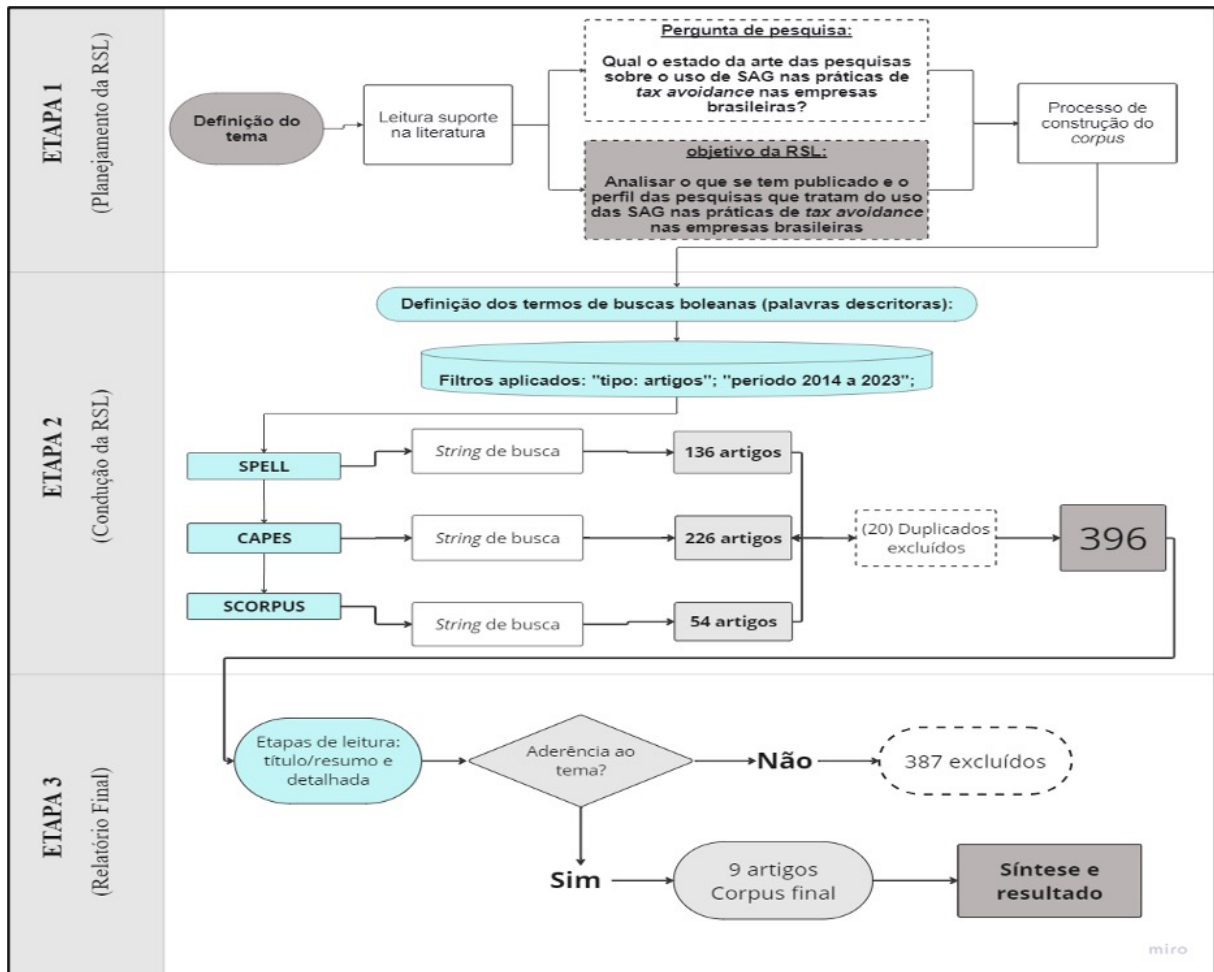 ETAPA 1
(Planejamento da RSL)
Definição do
tema
Leitura suporte
na literatura
Pergunta de pesquisa:
Qual o estado da arte das pesquisas
sobre o uso de SAG nas práticas de
tax avoidance nas empresas
brasileiras?
objetivo da RSL:
Analisar o que se tem publicado e o
perfil das pesquisas que tratam do uso
das SAG nas práticas de tax avoidance
nas empresas brasileiras
Processo de
construção do
corpus
ETAPA 2
(Condução da RSL)
Definição dos termos de buscas boleanas (palavras descritoras):
Filtros aplicados: "tipo: artigos"; "período 2014 a 2023";
SPELL
String de busca
136 artigos
CAPES
String de busca
226 artigos
SCORPUS
String de busca
54 artigos
(20) Duplicados
excluídos
396
ETAPA 3
(Relatório Final)
Etapas de leitura:
título/resumo e
detalhada
Aderência ao
tema?
Não
387 excluídos
Sim
9 artigos
Corpus final
Síntese e
resultado
miro